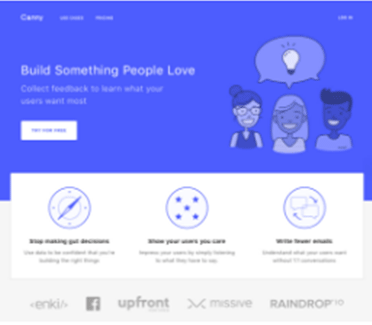 Canny USE CASES PRICING LOG IN
Build Something People Love
Collect feedback to learn what your
users want most
TRY FOR FREE
Stop making gut decisions
Use data to be confident that you're
building the right things
Show your users you care
Impress your users by simply listening
to what they have to say
Write fewer emails
Understand what your users want
without 1:1 conversations
<enki/>
upfront
missive
RAINDROP.IO